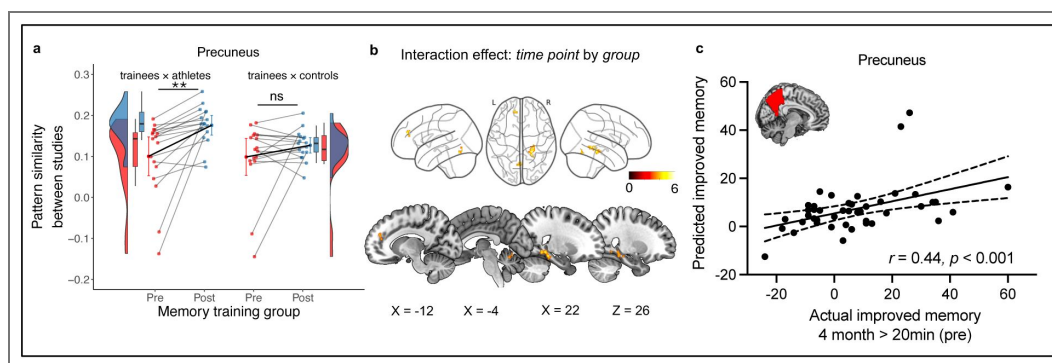 a
Precuneus
trainees × athletes
trainees × controls
**
ns
0.3
0.2
0.1
0.0
−0.1
−0.2
Pattern similarity
between studies
Pre
Post
Pre
Post
Memory training group
b
Interaction effect: time point by group
L
R
0
3
6
X = -12
X = -4
X = 22
Z = 26
c
Precuneus
60
40
20
0
-20
Predicted improved memory
r = 0.44, p < 0.001
-20
0
20
40
60
Actual improved memory
4 month > 20min (pre)